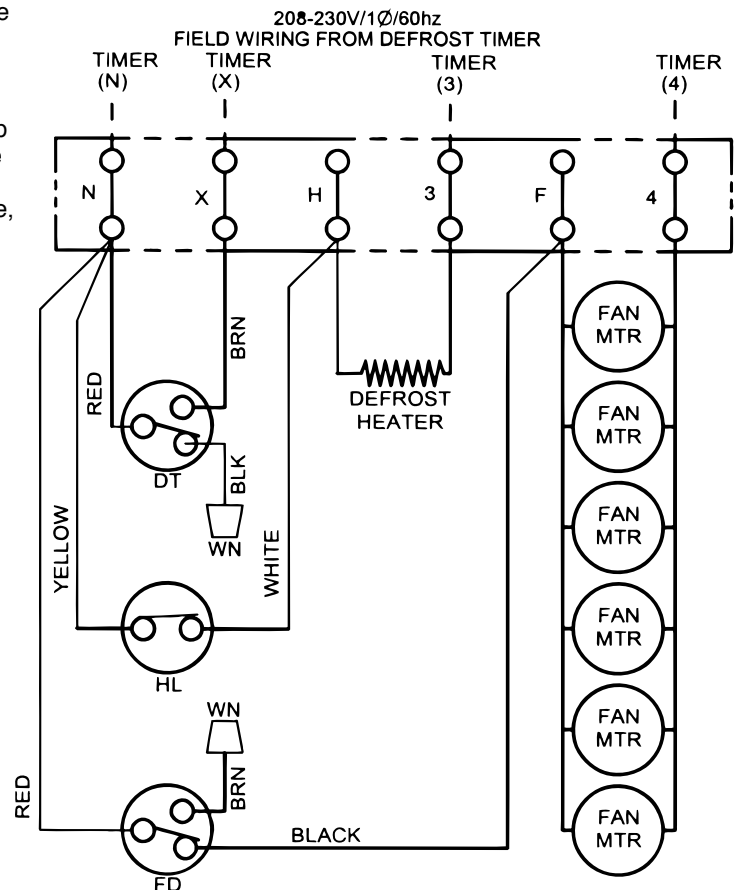 208-230V/1Ø/60hz
FIELD WIRING FROM DEFROST TIMER
TIMER (N)
TIMER (X)
TIMER (3)
TIMER (4)
N
X
H
3
F
4
RED
BRN
DEFROST
HEATER
FAN
MTR
FAN
MTR
FAN
MTR
FAN
MTR
FAN
MTR
FAN
MTR
DT
BLK
WN
YELLOW
WHITE
HL
WN
BRN
RED
BLACK
FD